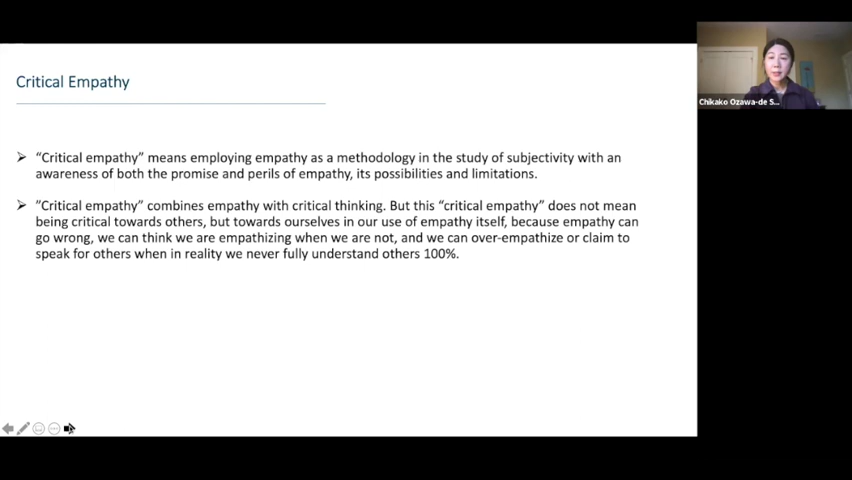 Critical Empathy
Chikako Ozawa-de S...
➢ “Critical empathy” means employing empathy as a methodology in the study of subjectivity with an
awareness of both the promise and perils of empathy, its possibilities and limitations.
➢ ”Critical empathy” combines empathy with critical thinking. But this “critical empathy” does not mean
being critical towards others, but towards ourselves in our use of empathy itself, because empathy can
go wrong, we can think we are empathizing when we are not, and we can over-empathize or claim to
speak for others when in reality we never fully understand others 100%.